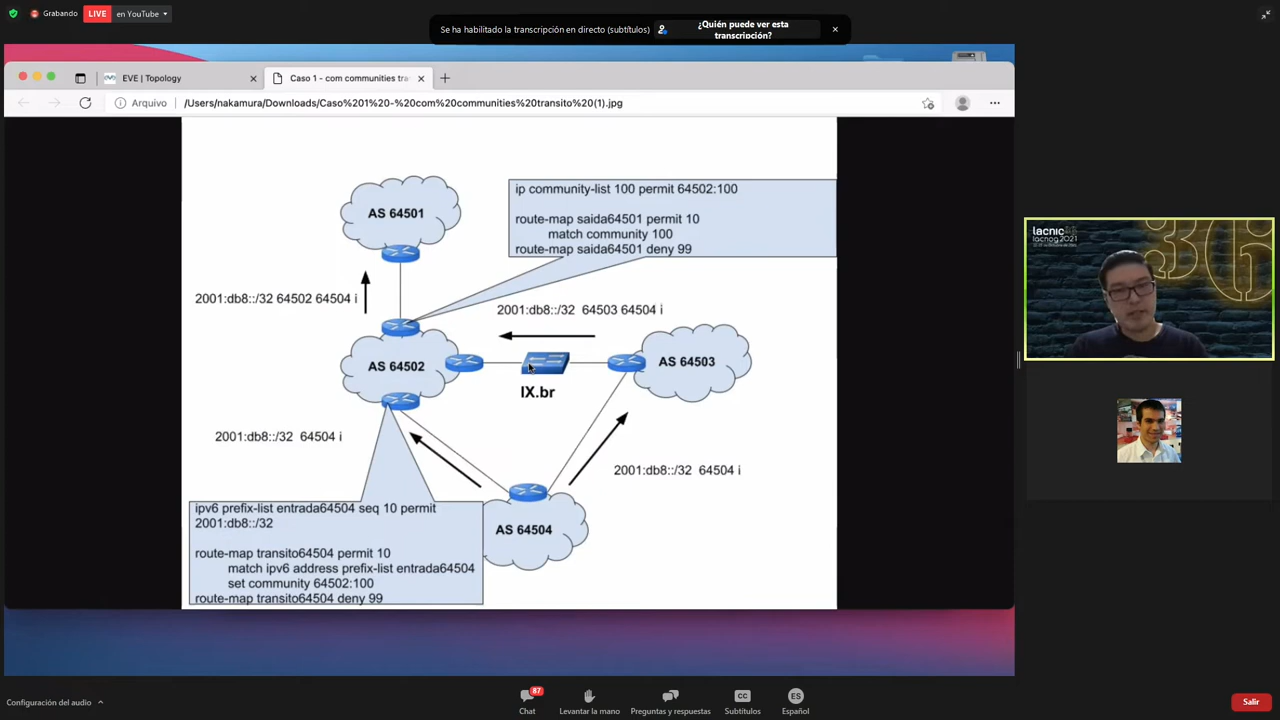 Grabando
LIVE
en YouTube
Se ha habilitado la transcripción en directo (subtítulos)
¿Quién puede ver esta
transcripción?
EVE | Topology
Caso 1 - com communities tra
Arquivo
/Users/nakamura/Downloads/Caso%201%20-%20com%20communities%20transito%20(1).jpg
AS 64501
ip community-list 100 permit 64502:100
route-map saida64501 permit 10
match community 100
route-map saida64501 deny 99
2001:db8::/32 64502 64504 i
2001:db8::/32 64503 64504 i
AS 64502
AS 64503
IX.br
2001:db8::/32 64504 i
2001:db8::/32 64504 i
ipv6 prefix-list entrada64504 seq 10 permit
2001:db8::/32
route-map transito64504 permit 10
match ipv6 address prefix-list entrada64504
set community 64502:100
route-map transito64504 deny 99
AS 64504
lacnic
lacnog2021
Configuración del audio
87
Chat
Levantar la mano
Preguntas y respuestas
CC
Subtítulos
ES
Español
Salir